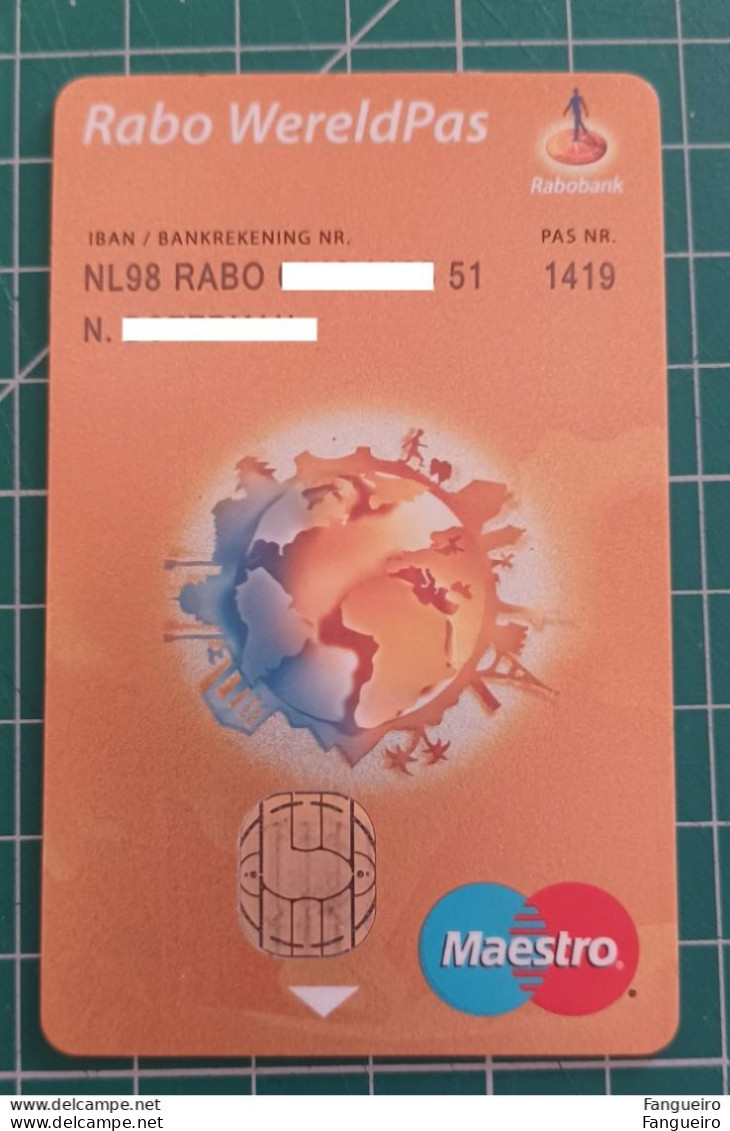 Rabo WereldPas
Rabobank
IBAN / BANKREKENING NR. PAS NR.
NL98 RABO 51 1419
N.
Maestro
www.delcampe.net Fangueiro
www.delcampe.net Fangueiro